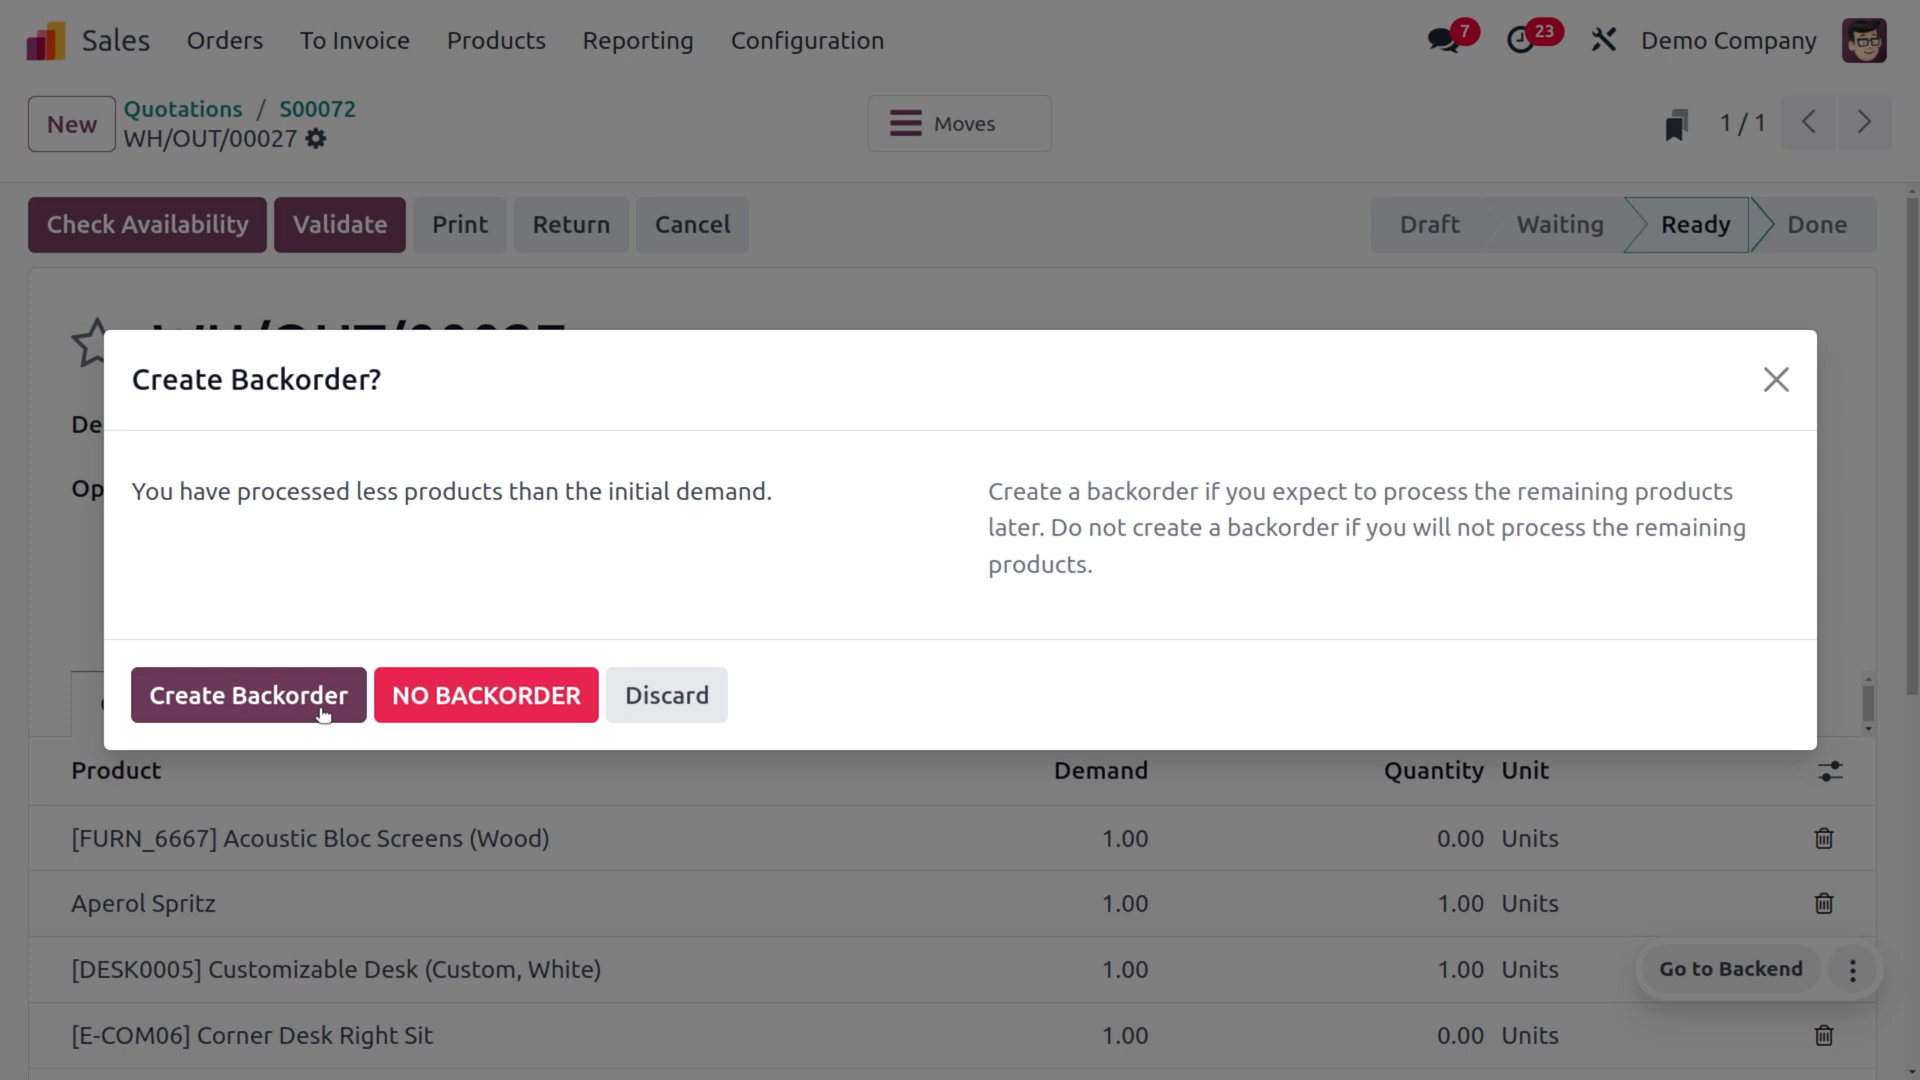 Sales Orders To Invoice Products Reporting Configuration 7 23 Demo Company
New Quotations / S00072
WH/OUT/00027
Moves
1 / 1
Check Availability Validate Print Return Cancel Draft Waiting Ready Done
WH/OUT/00027
Create Backorder?
De
Op
You have processed less products than the initial demand.
Create a backorder if you expect to process the remaining products
later. Do not create a backorder if you will not process the remaining
products.
Create Backorder NO BACKORDER Discard
Product Demand Quantity Unit
[FURN_6667] Acoustic Bloc Screens (Wood) 1.00 0.00 Units
Aperol Spritz 1.00 1.00 Units
[DESK0005] Customizable Desk (Custom, White) 1.00 1.00 Units
Go to Backend
[E-COM06] Corner Desk Right Sit 1.00 0.00 Units